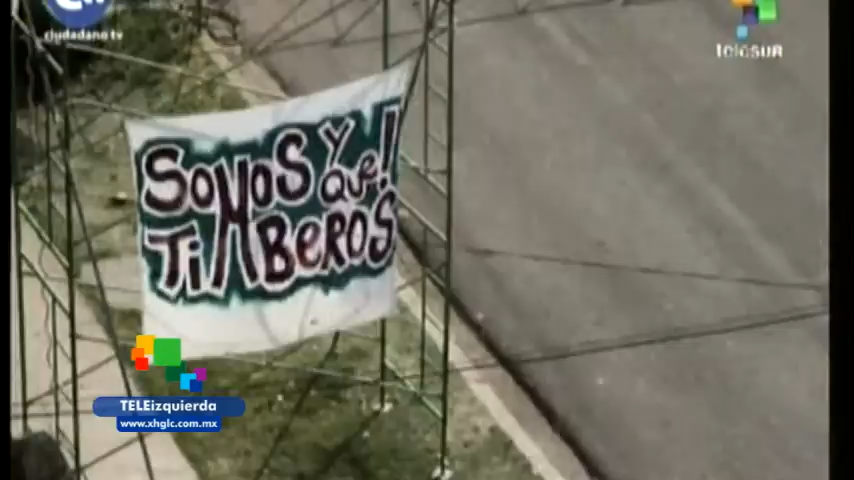 ciudadano tv
teleSUR
SOMOS Y QUE!
TIMBEROS
TELEizquierda
www.xhglc.com.mx